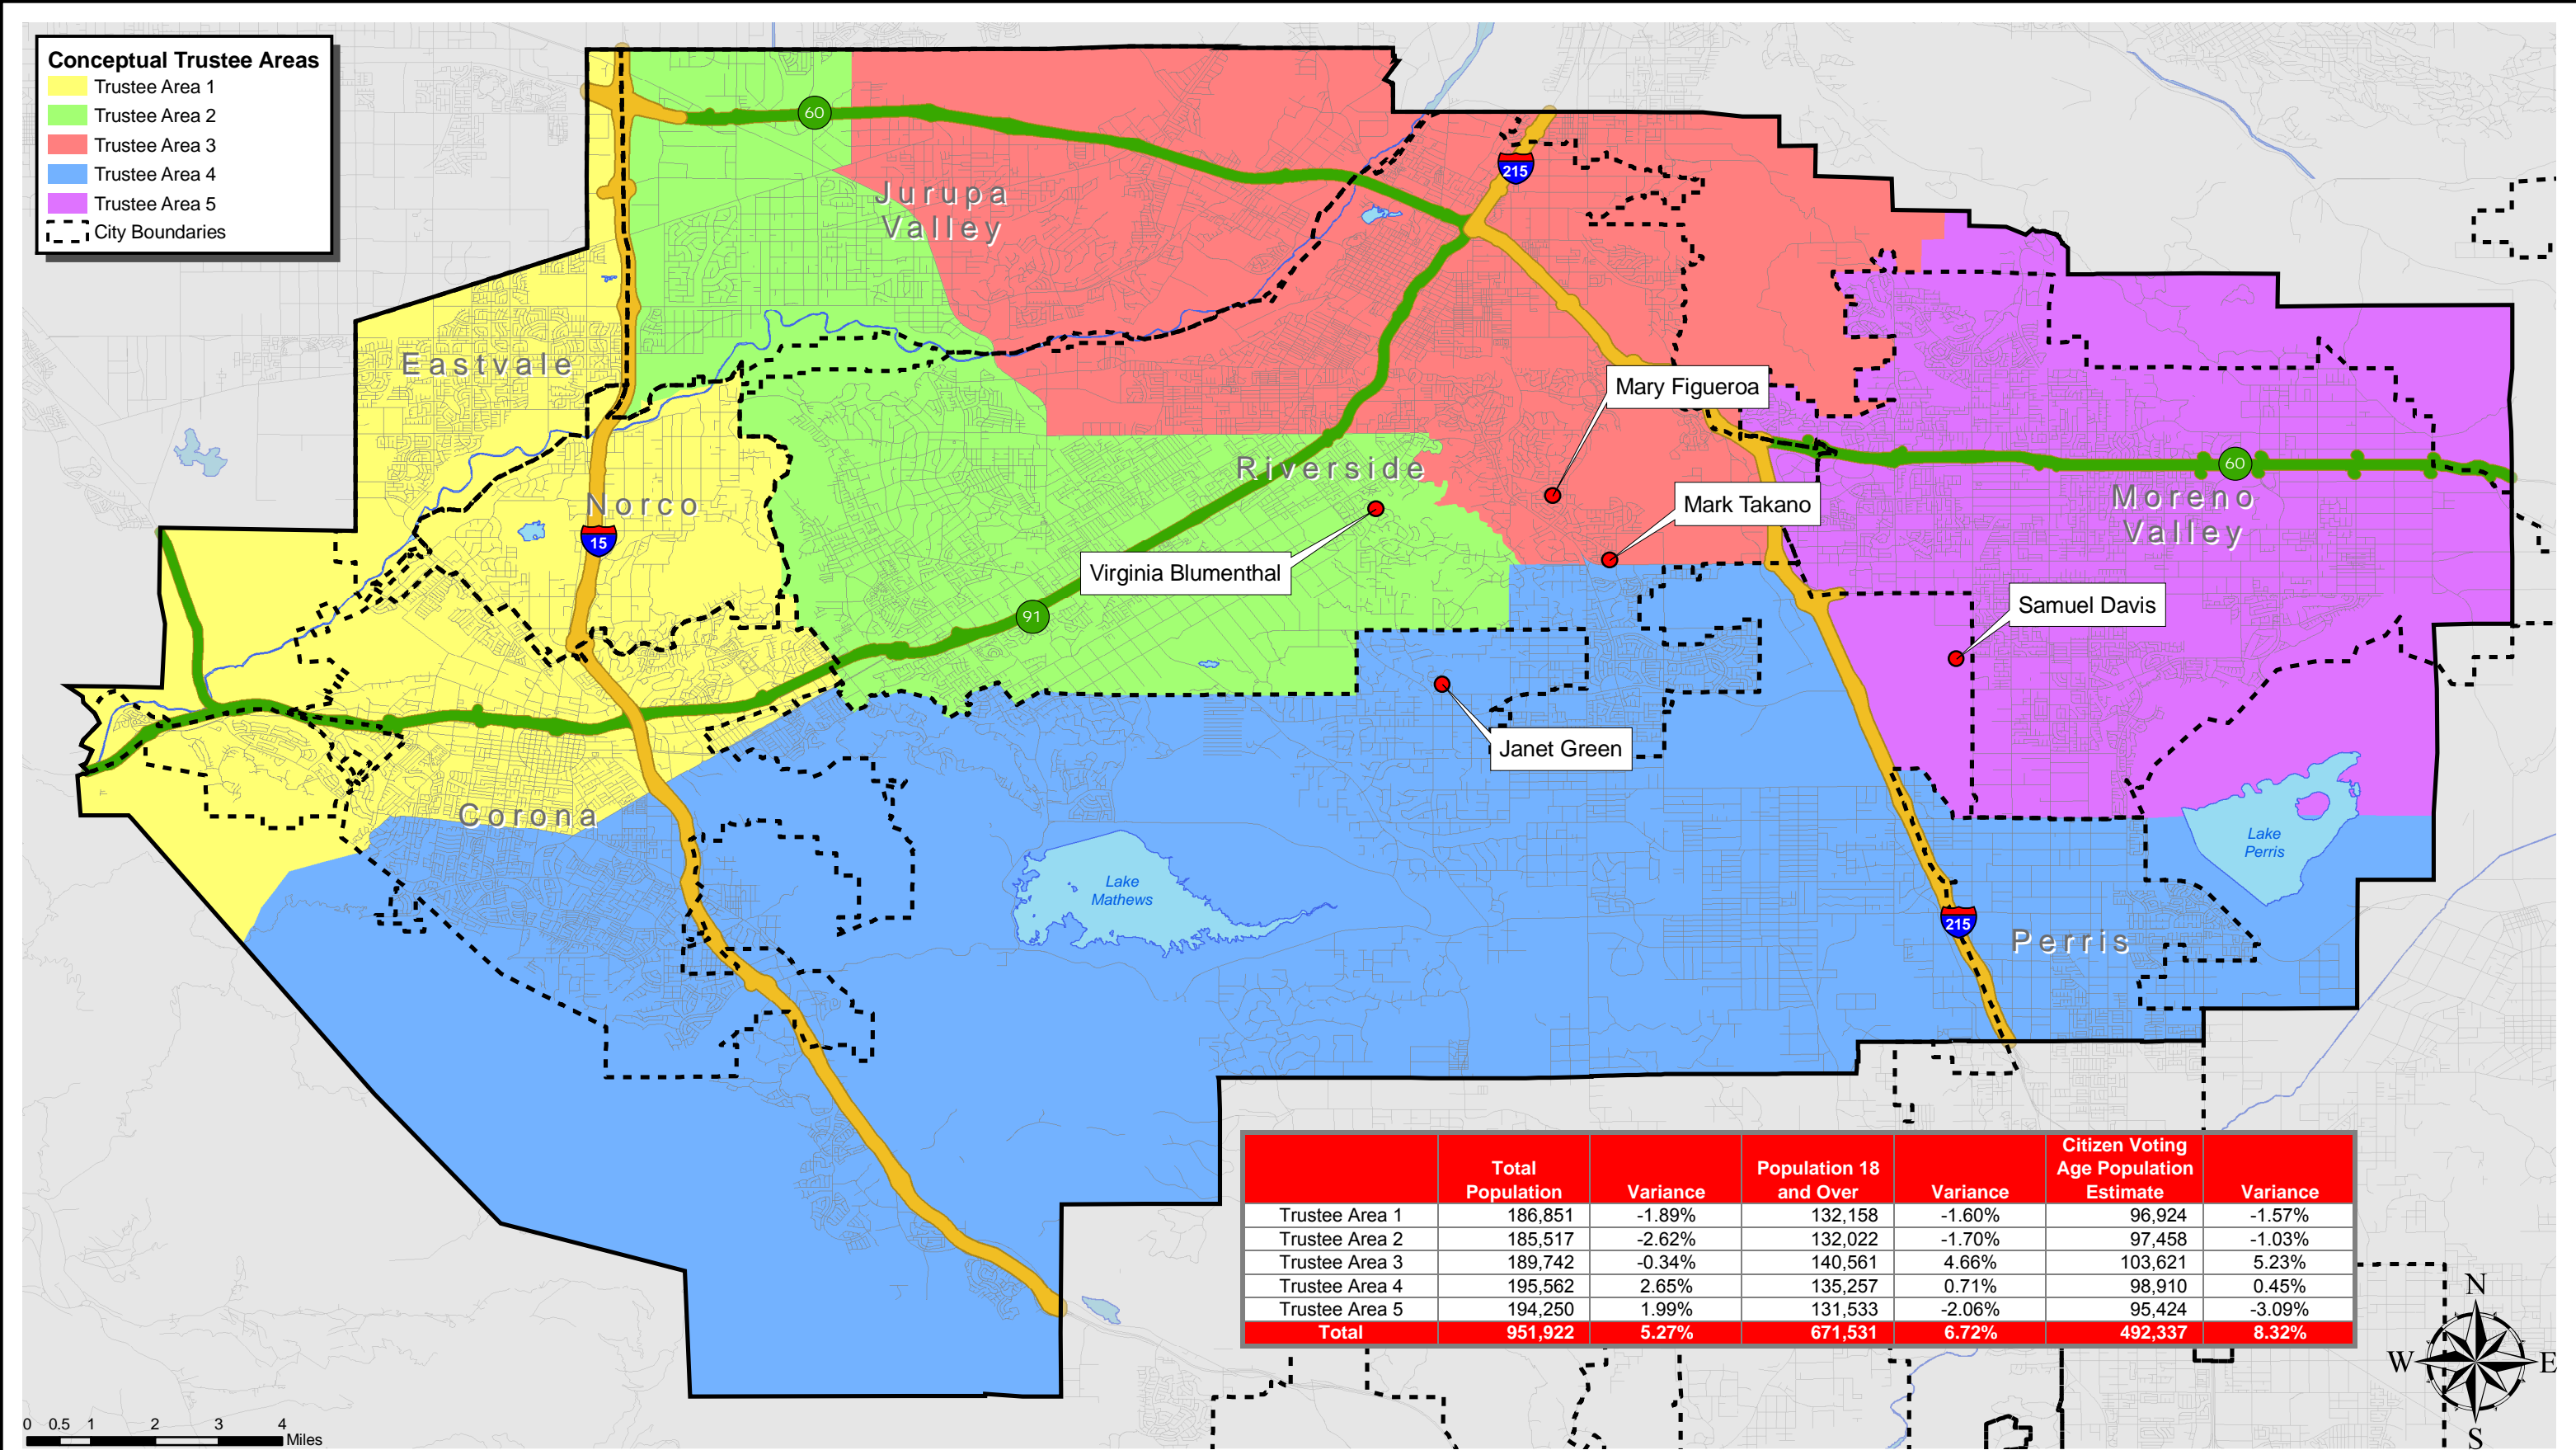 Conceptual Trustee Areas
Trustee Area 1
Trustee Area 2
Trustee Area 3
Trustee Area 4
Trustee Area 5
City Boundaries
60
215
Jurupa
Valley
Eastvale
Mary Figueroa
Riverside
60
Norco
Mark Takano
Moreno
Valley
15
Virginia Blumenthal
91
Samuel Davis
Janet Green
Corona
Lake
Perris
Lake
Mathews
215
Perris
Total Population Variance Population 18 and Over Variance Citizen Voting Age Population Estimate Variance
Trustee Area 1 186,851 -1.89% 132,158 -1.60% 96,924 -1.57%
Trustee Area 2 185,517 -2.62% 132,022 -1.70% 97,458 -1.03%
Trustee Area 3 189,742 -0.34% 140,561 4.66% 103,621 5.23%
Trustee Area 4 195,562 2.65% 135,257 0.71% 98,910 0.45%
Trustee Area 5 194,250 1.99% 131,533 -2.06% 95,424 -3.09%
Total 951,922 5.27% 671,531 6.72% 492,337 8.32%
N
W E
S
0 0.5 1 2 3 4
Miles